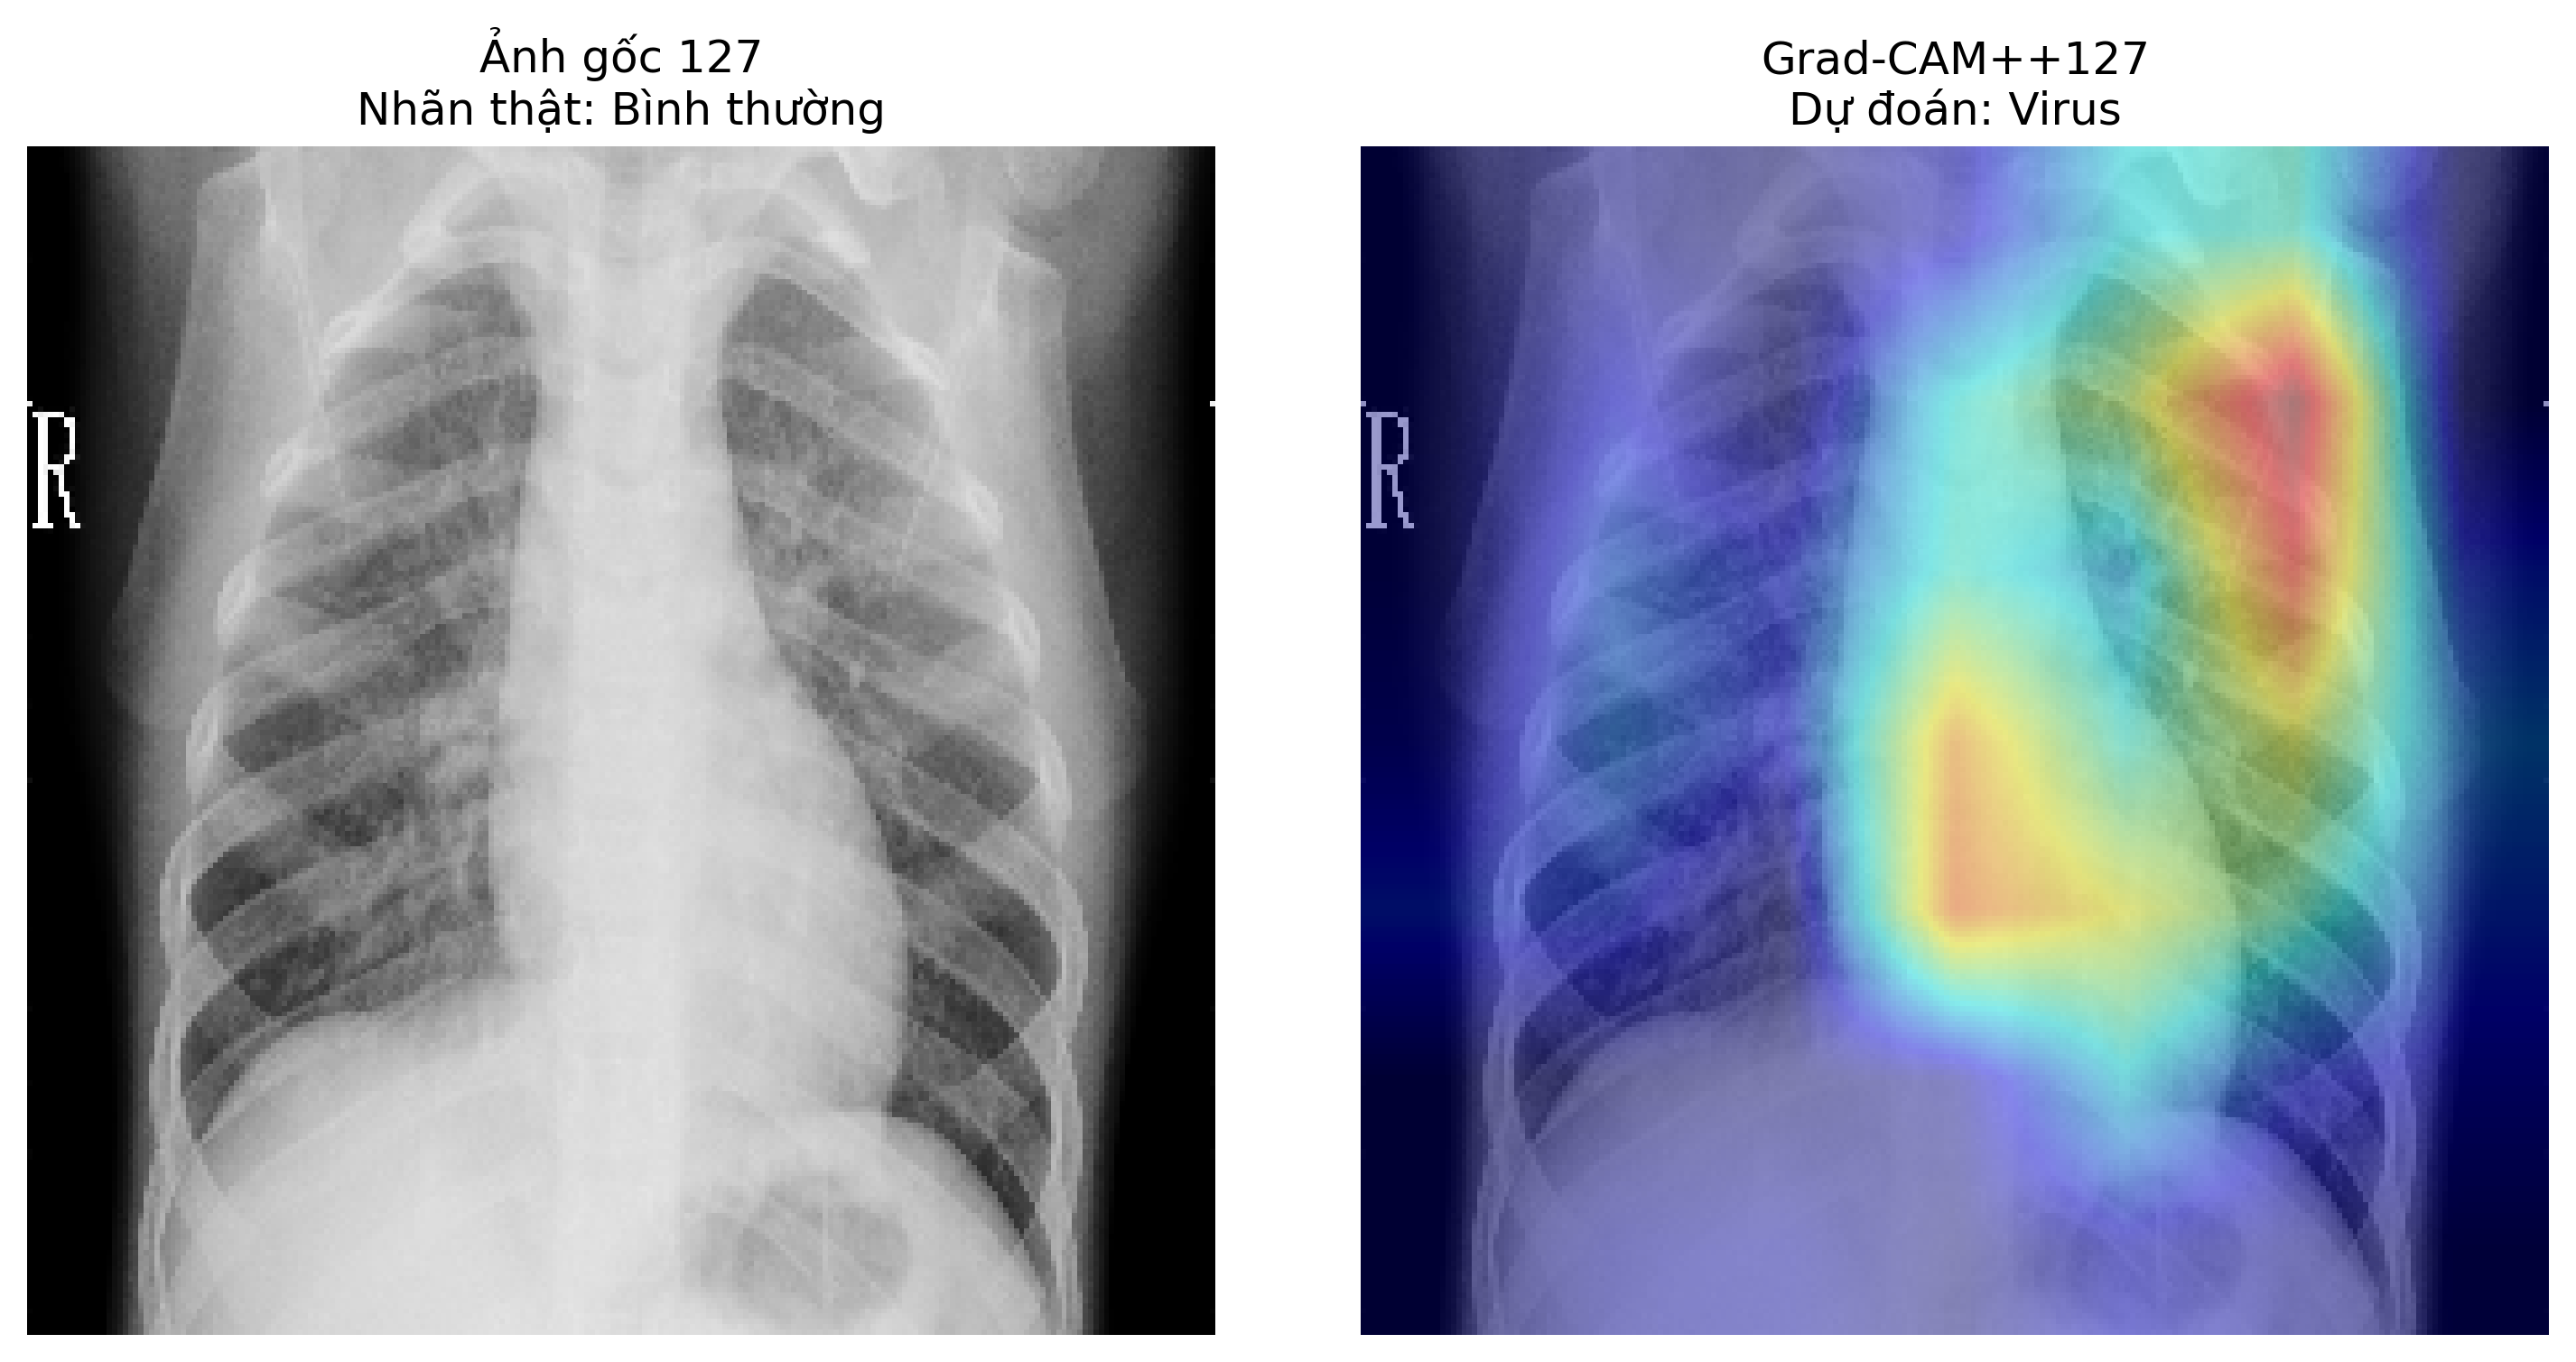 Ảnh gốc 127
Nhãn thật: Bình thường
Grad-CAM++127
Dự đoán: Virus
R
R